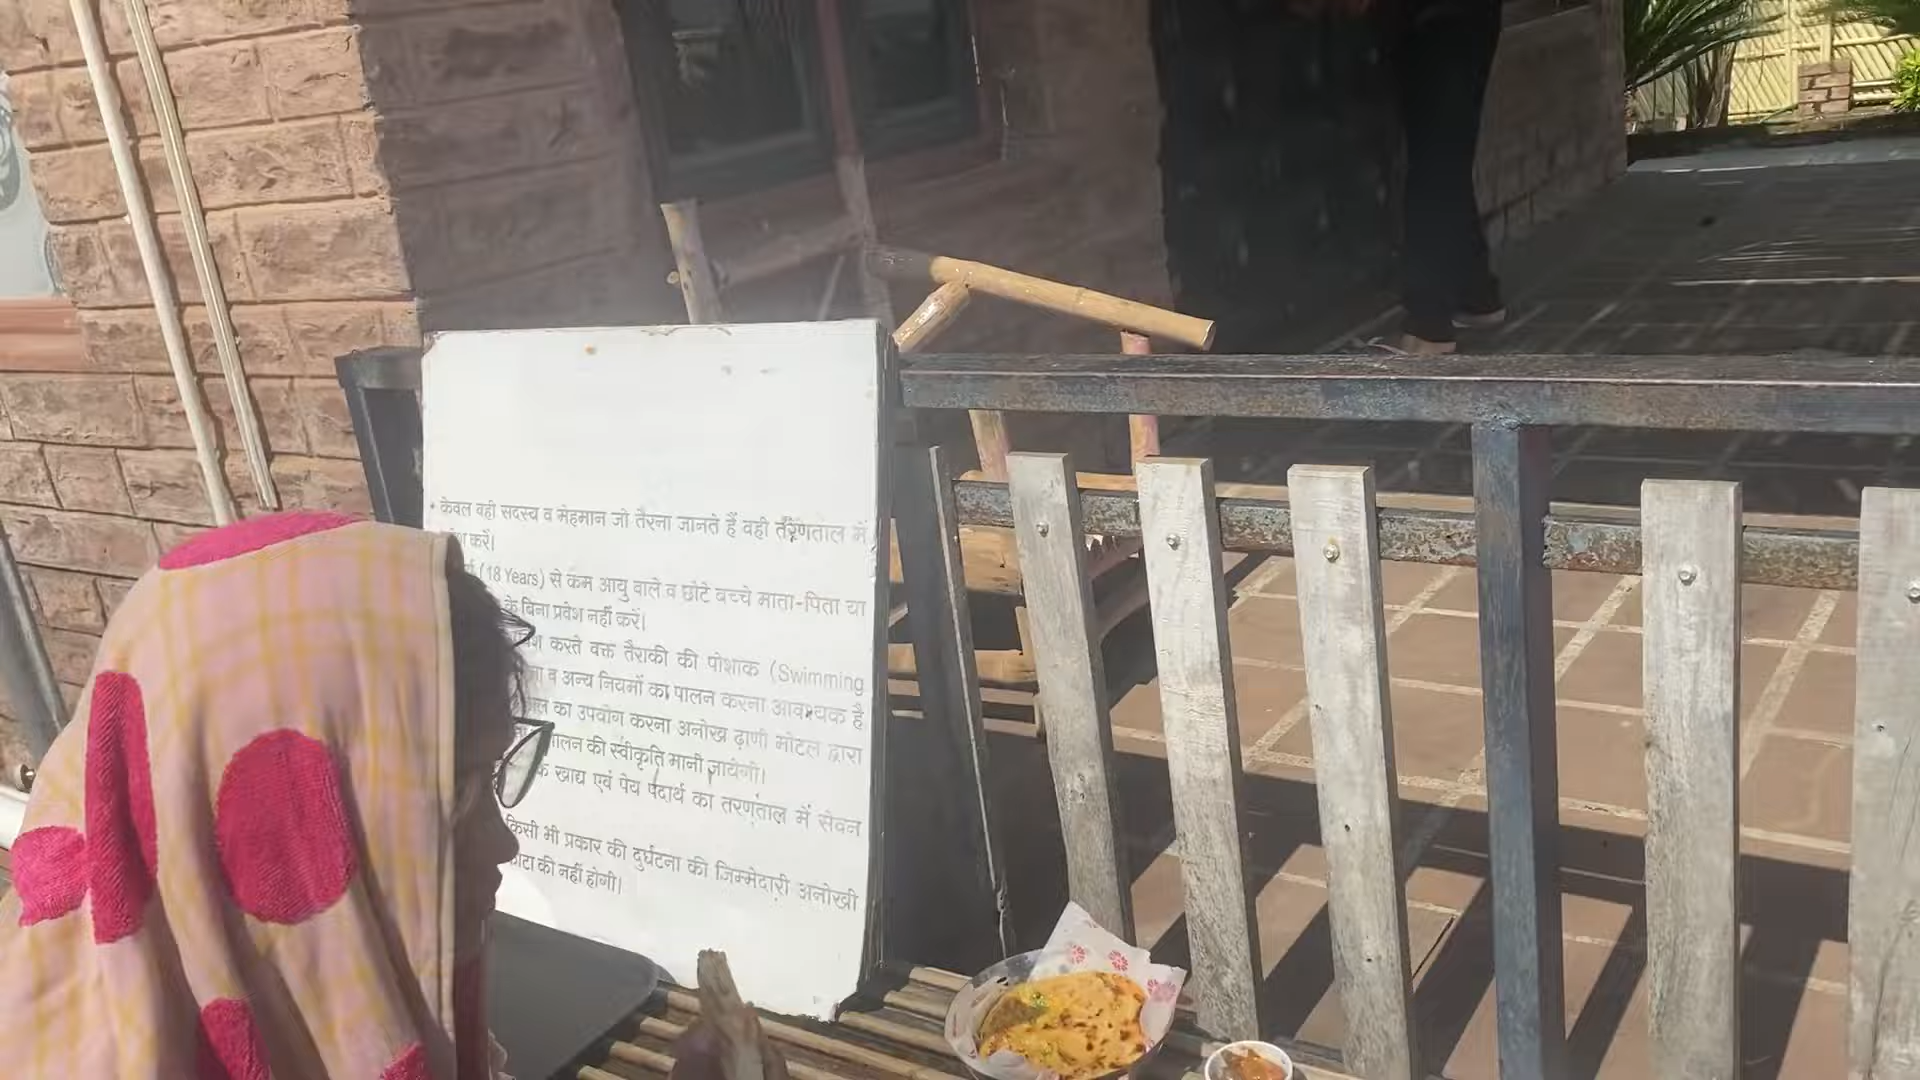 • केवल वही सदस्य व मेहमान जो तैरना जानते हैं वही तरणताल में
करें।
(18 Years) से कम आयु वाले व छोटे बच्चे माता-पिता या
के बिना प्रवेश नहीं करें।
करते वक्त तैराकी की पोशाक (Swimming
व अन्य नियमों का पालन करना आवश्यक है
का उपयोग करना अनोख ढ़ाणी मोटल द्वारा
पालन की स्वीकृति मानी जायेगी।
खाद्य एवं पेय पदार्थ का तरणताल में सेवन
किसी भी प्रकार की दुर्घटना की जिम्मेदारी अनोखी
की नहीं होगी।